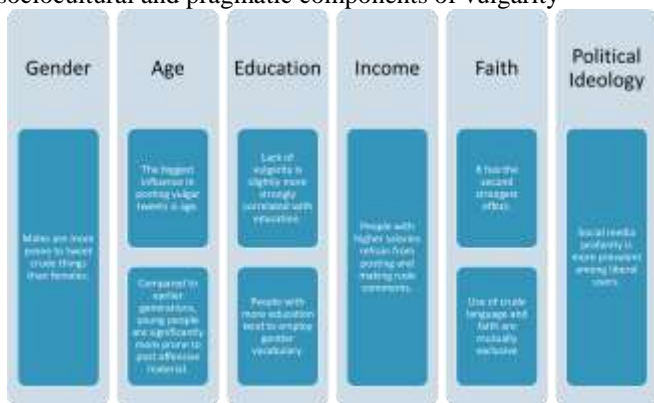 sociocultural and pragmatic components of vulgarity
Gender
Males are more
prone to tweet
crude things
than females.
Age
The biggest
influence in
posting vulgar
tweets is age.
Compared to
earlier
generations,
young people
are significantly
more prone to
post offensive
material.
Education
Lack of
vulgarity is
slightly more
strongly
correlated with
education.
People with
more education
tend to employ
gentler
vocabulary.
Income
People with
higher salaries
refrain from
posting and
making rude
comments.
Faith
It has the
second
strongest
effect.
Use of crude
language and
faith are
mutually
exclusive
Political
Ideology
Social media
profanity is
more prevalent
among liberal
users.